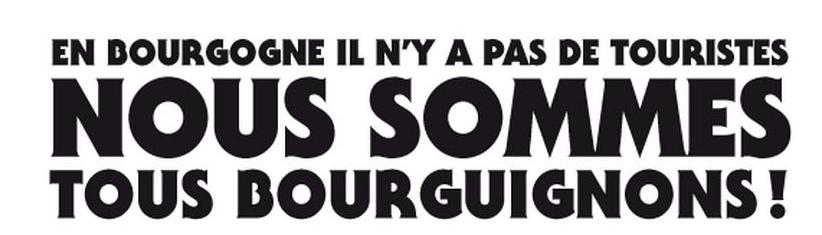 EN BOURGOGNE IL N'Y A PAS DE TOURISTES
NOUS SOMMES
TOUS BOURGUIGNONS !